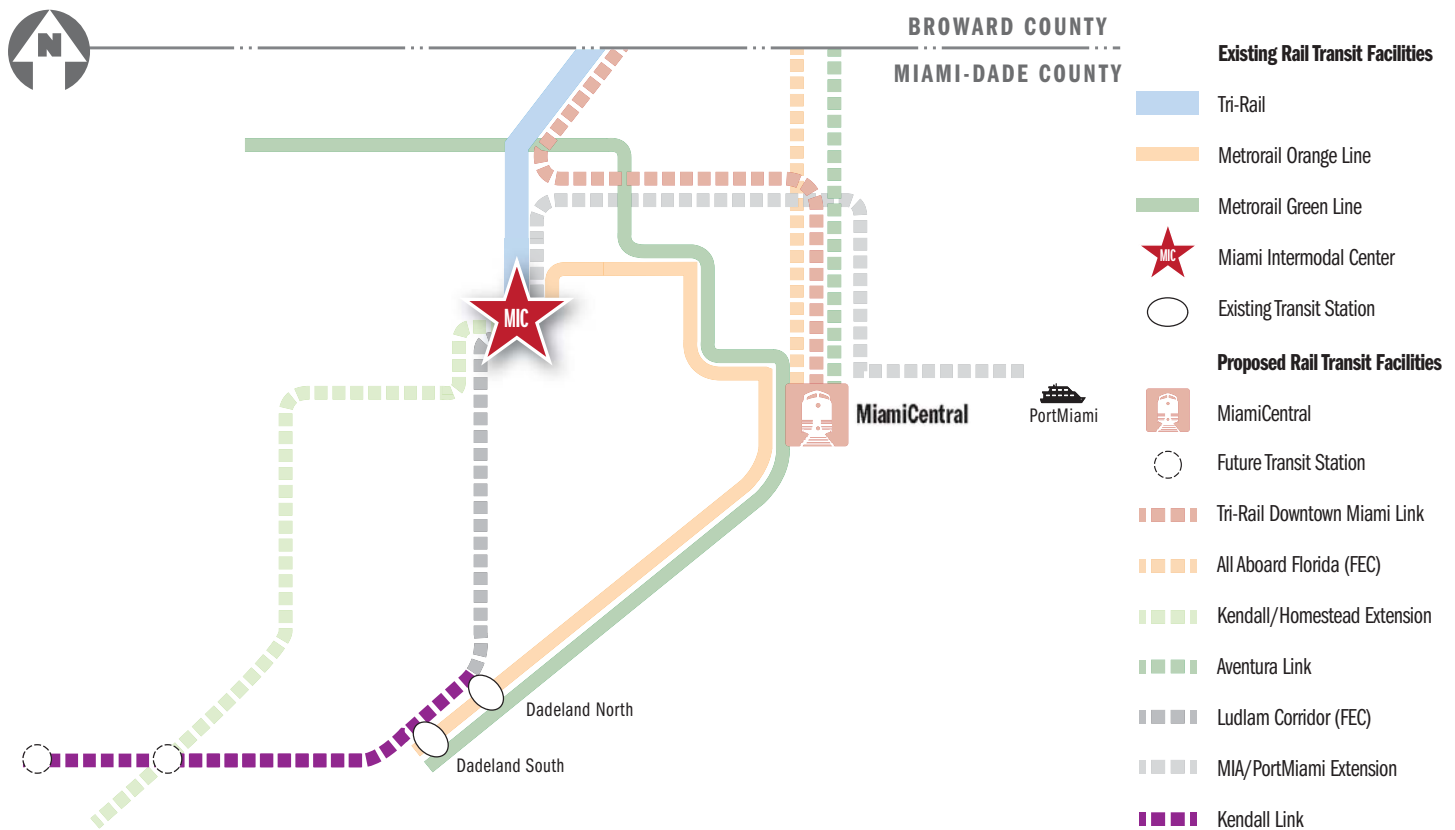 N
BROWARD COUNTY
MIAMI-DADE COUNTY
MIC
MiamiCentral
PortMiami
Dadeland North
Dadeland South
Existing Rail Transit Facilities
Tri-Rail
Metrorail Orange Line
Metrorail Green Line
MIC
Miami Intermodal Center
Existing Transit Station
Proposed Rail Transit Facilities
MiamiCentral
Future Transit Station
Tri-Rail Downtown Miami Link
All Aboard Florida (FEC)
Kendall/Homestead Extension
Aventura Link
Ludlam Corridor (FEC)
MIA/PortMiami Extension
Kendall Link